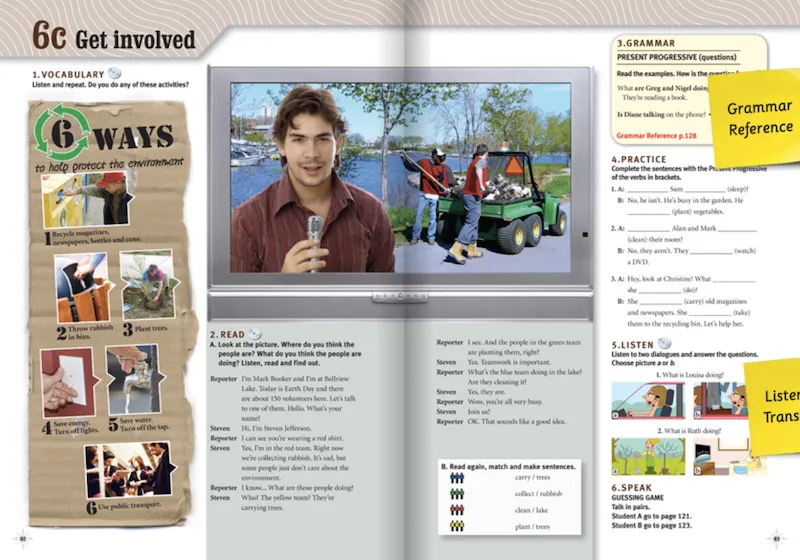 6c Get involved
1. VOCABULARY
Listen and repeat. Do you do any of these activities?
6 WAYS
to help protect the environment
1 Recycle magazines,
newspapers, bottles and cans.
2 Throw rubbish
in bins.
3 Plant trees.
4 Save energy.
Turn off lights.
5 Save water.
Turn off the tap.
6 Use public transport.
82
2. READ
A. Look at the picture. Where do you think the
people are? What do you think the people are
doing? Listen, read and find out.
Reporter I'm Mark Booker and I'm at Bellview
Lake. Today is Earth Day and there
are about 150 volunteers here. Let's talk
to one of them. Hello. What's your
name?
Steven Hi, I'm Steven Jefferson.
Reporter I can see you're wearing a red shirt.
Steven Yes, I'm in the red team. Right now
we're collecting rubbish. It's sad, but
some people just don't care about the
environment.
Reporter I know... What are those people doing?
Steven Who? The yellow team? They're
carrying trees.
Reporter I see. And the people in the green team
are planting them, right?
Steven Yes. Teamwork is important.
Reporter What's the blue team doing in the lake?
Are they cleaning it?
Steven Yes, they are.
Reporter Wow, you're all very busy.
Steven Join us!
Reporter OK. That sounds like a good idea.
B. Read again, match and make sentences.
carry / trees
collect / rubbish
clean / lake
plant / trees
3. GRAMMAR
PRESENT PROGRESSIVE (questions)
Read the examples. How is the
What are Greg and Nigel doing
They're reading a book.
Is Diane talking on the phone?
Grammar Reference p.128
Grammar
Reference
4. PRACTICE
Complete the sentences with the Present Progressive
of the verbs in brackets.
1. A: ________ Sam ________ (sleep)?
B: No, he isn't. He's busy in the garden. He
________ (plant) vegetables.
2. A: ________ Alan and Mark ________
(clean) their room?
B: No, they aren't. They ________ (watch)
a DVD.
3. A: Hey, look at Christine! What ________
she ________ (do)?
B: She ________ (carry) old magazines
and newspapers. She ________ (take)
them to the recycling bin. Let's help her.
5. LISTEN
Listen to two dialogues and answer the questions.
Choose picture a or b.
1. What is Louisa doing?
a
b
2. What is Ruth doing?
a
b
Listen
Trans
6. SPEAK
GUESSING GAME
Talk in pairs.
Student A go to page 121.
Student B go to page 123.
83